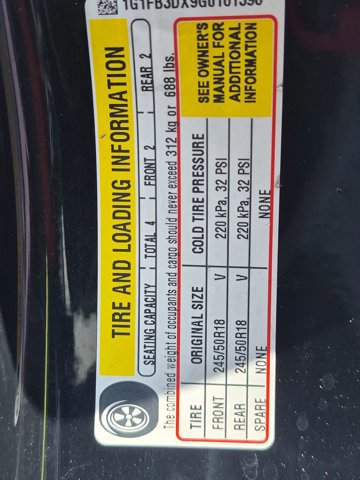 TIRE AND LOADING INFORMATION
SEATING CAPACITY TOTAL 4 FRONT 2 REAR 2
The combined weight of occupants and cargo should never exceed 312 kg or 688 lbs.
TIRE ORIGINAL SIZE COLD TIRE PRESSURE
FRONT 245/50R18 V 220 kPa, 32 PSI
REAR 245/50R18 V 220 kPa, 32 PSI
SPARE NONE NONE
SEE OWNER'S
MANUAL FOR
ADDITIONAL
INFORMATION